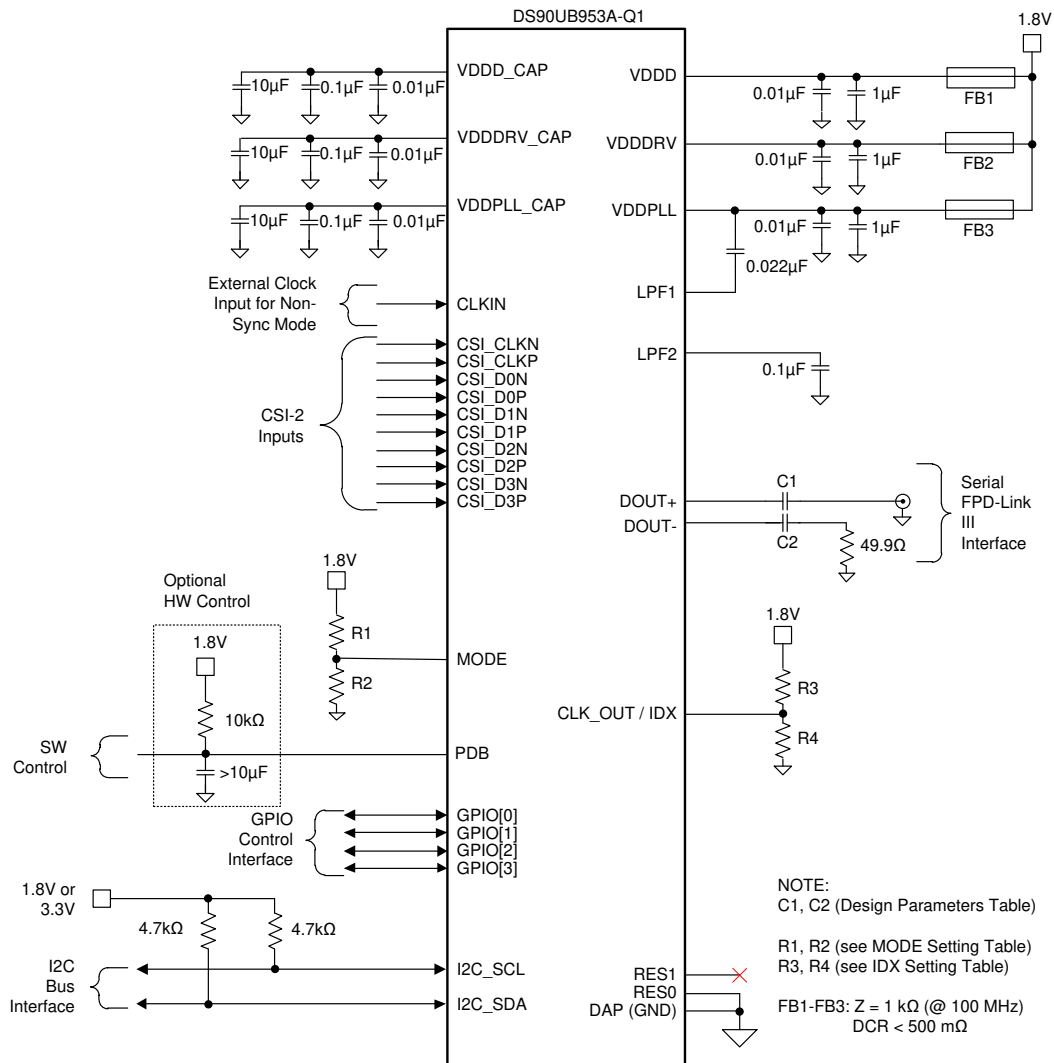 DS90UB953A-Q1
1.8V
VDDD_CAP
10µF
0.1µF
0.01µF
VDDDRV_CAP
10µF
0.1µF
0.01µF
VDDPLL_CAP
10µF
0.1µF
0.01µF
VDDD
0.01µF
1µF
FB1
VDDDRV
0.01µF
1µF
FB2
VDDPLL
0.01µF
1µF
FB3
0.022µF
LPF1
LPF2
0.1µF
External Clock
Input for Non-
Sync Mode
CLKIN
CSI-2
Inputs
CSI_CLKN
CSI_CLKP
CSI_D0N
CSI_D0P
CSI_D1N
CSI_D1P
CSI_D2N
CSI_D2P
CSI_D3N
CSI_D3P
DOUT+
DOUT-
C1
C2
49.9Ω
Serial
FPD-Link
III
Interface
1.8V
R1
R2
MODE
Optional
HW Control
1.8V
10kΩ
>10µF
SW
Control
PDB
1.8V
R3
R4
CLK_OUT / IDX
GPIO
Control
Interface
GPIO[0]
GPIO[1]
GPIO[2]
GPIO[3]
1.8V or
3.3V
4.7kΩ
4.7kΩ
I2C
Bus
Interface
I2C_SCL
I2C_SDA
RES1
RES0
DAP (GND)
NOTE:
C1, C2 (Design Parameters Table)
R1, R2 (see MODE Setting Table)
R3, R4 (see IDX Setting Table)
FB1-FB3: Z = 1 kΩ (@ 100 MHz)
DCR < 500 mΩ